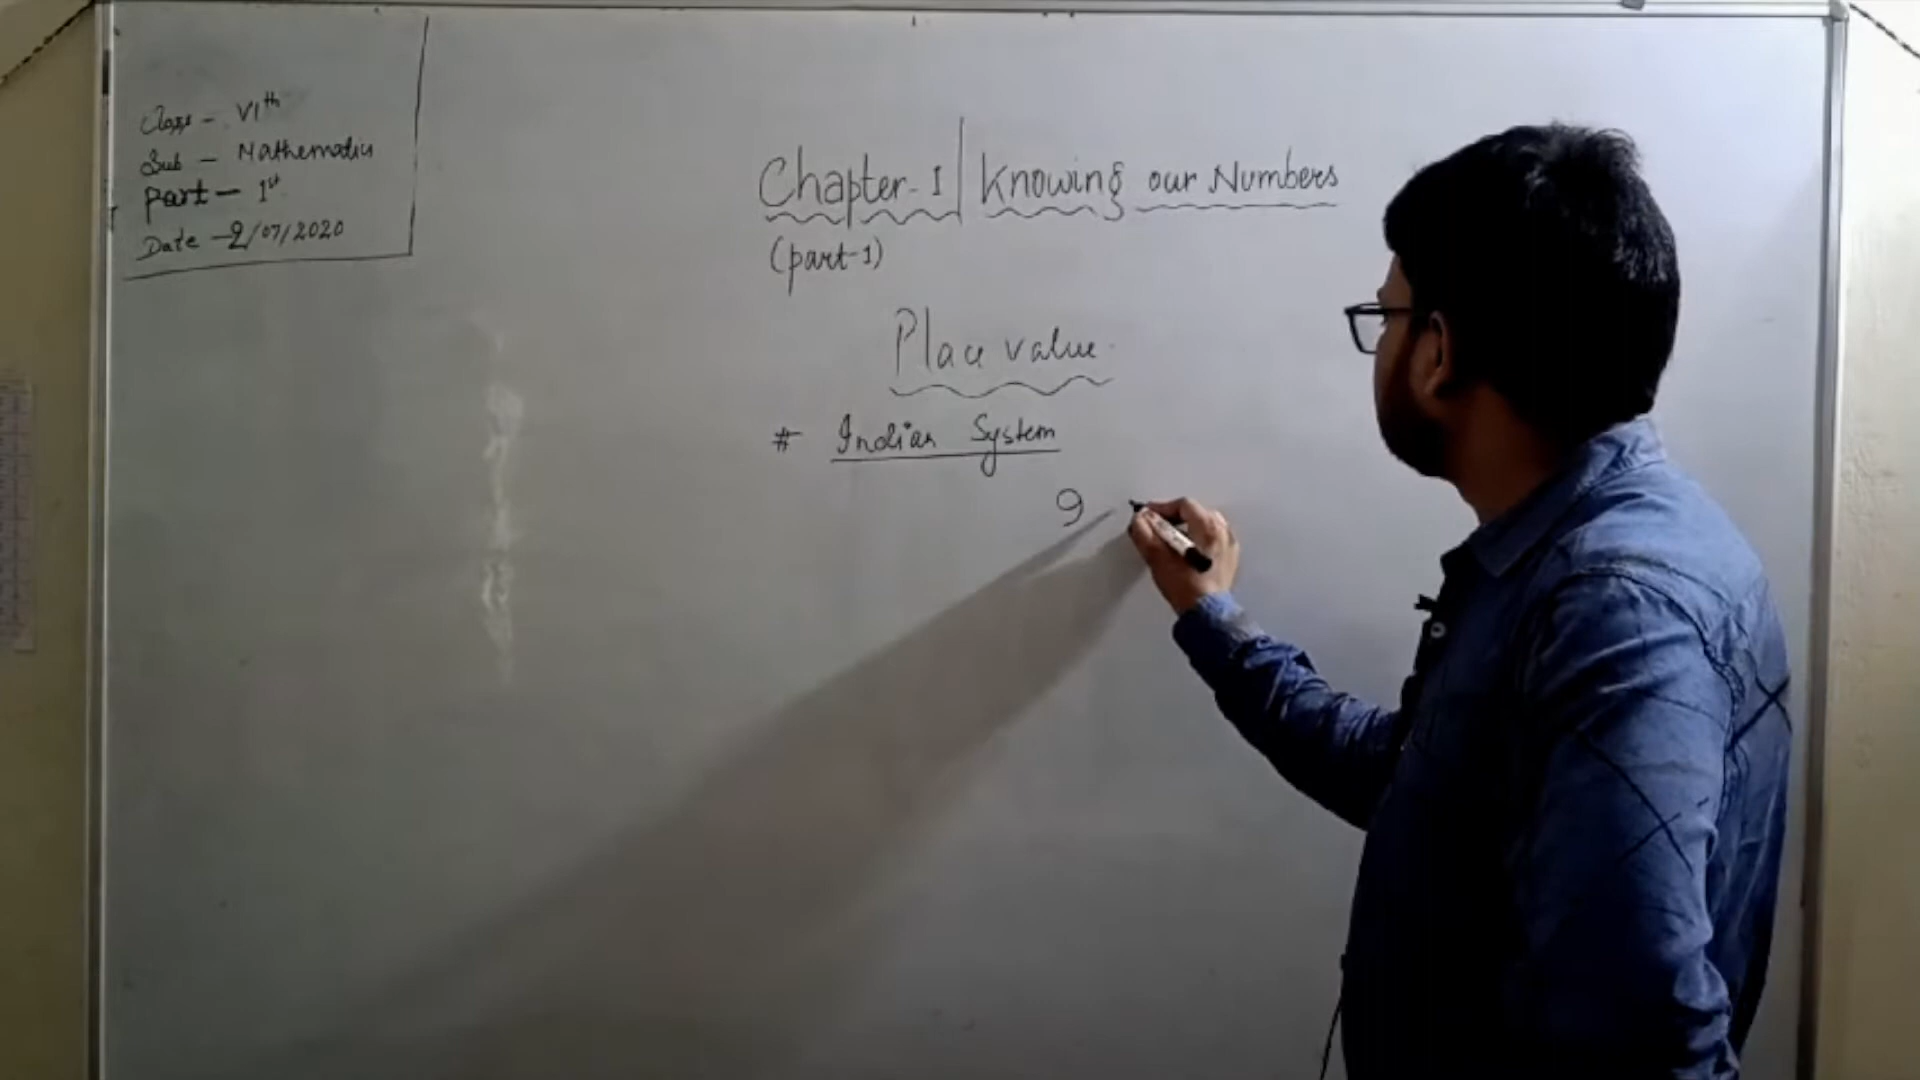 Class - VIth
Sub - Mathematics
Part - 1st
Date - 2/07/2020
Chapter-1 | Knowing our Numbers
(part-1)
Place value
# Indian System
9